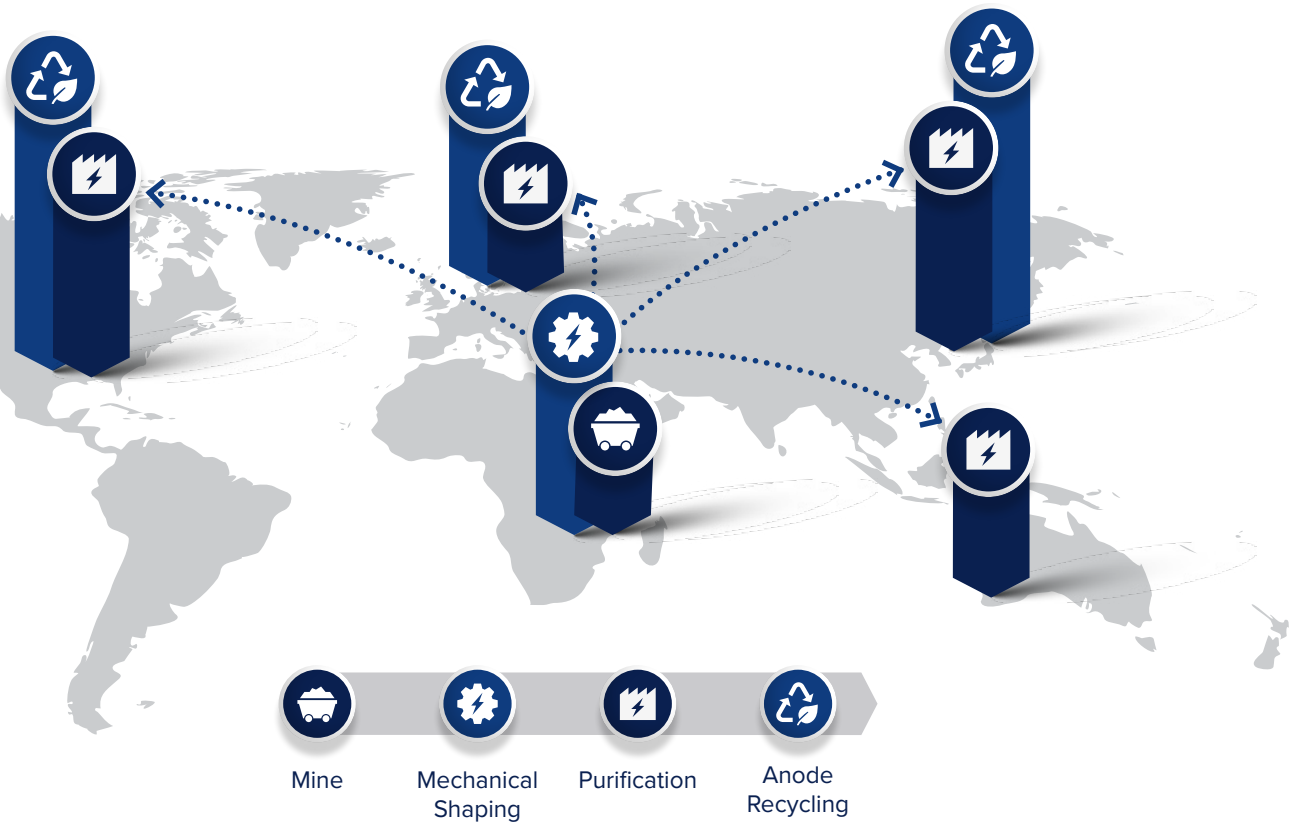 Mine
Mechanical
Shaping
Purification
Anode
Recycling